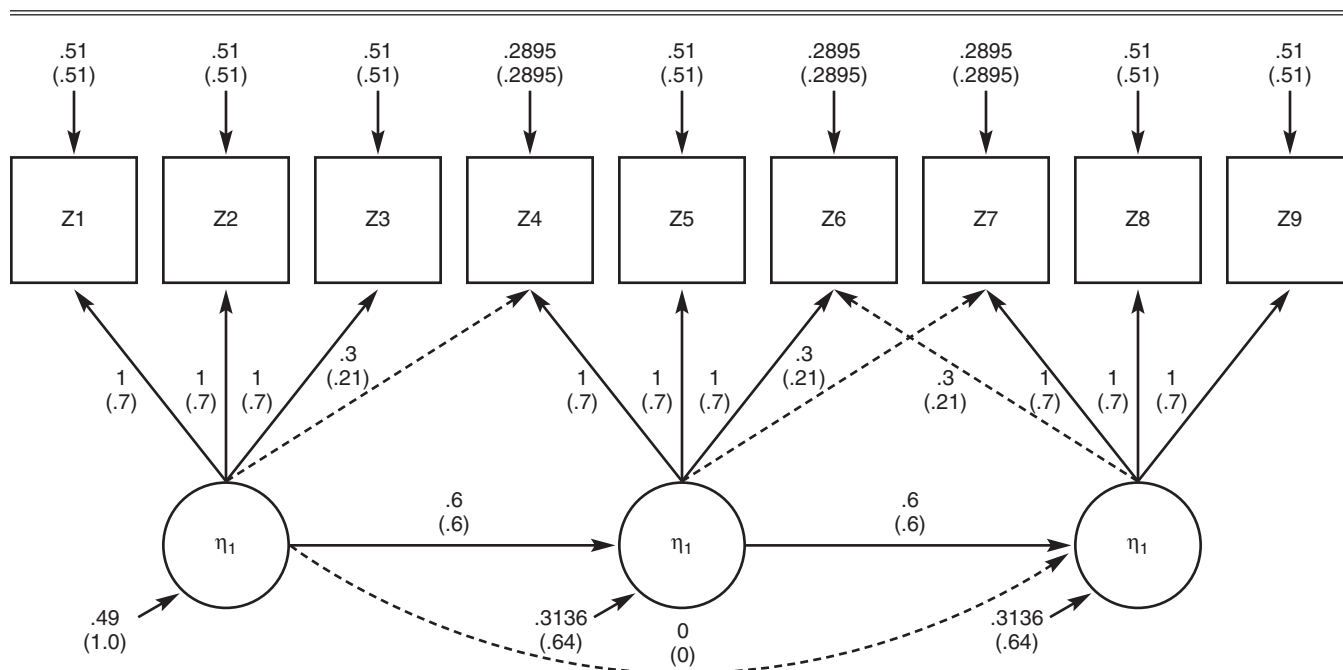 .51 .51 .51 .2895 .51 .2895 .2895 .51 .51
(.51) (.51) (.51) (.2895) (.51) (.2895) (.2895) (.51) (.51)
Z1 Z2 Z3 Z4 Z5 Z6 Z7 Z8 Z9
1 1 1 .3 1 1 1 .3 .3 1 1 1
(.7) (.7) (.7) (.21) (.7) (.7) (.7) (.21) (.21) (.7) (.7) (.7)
.6 .6
(.6) (.6)
η1 η1 η1
.49 .3136 0 .3136
(1.0) (.64) (0) (.64)